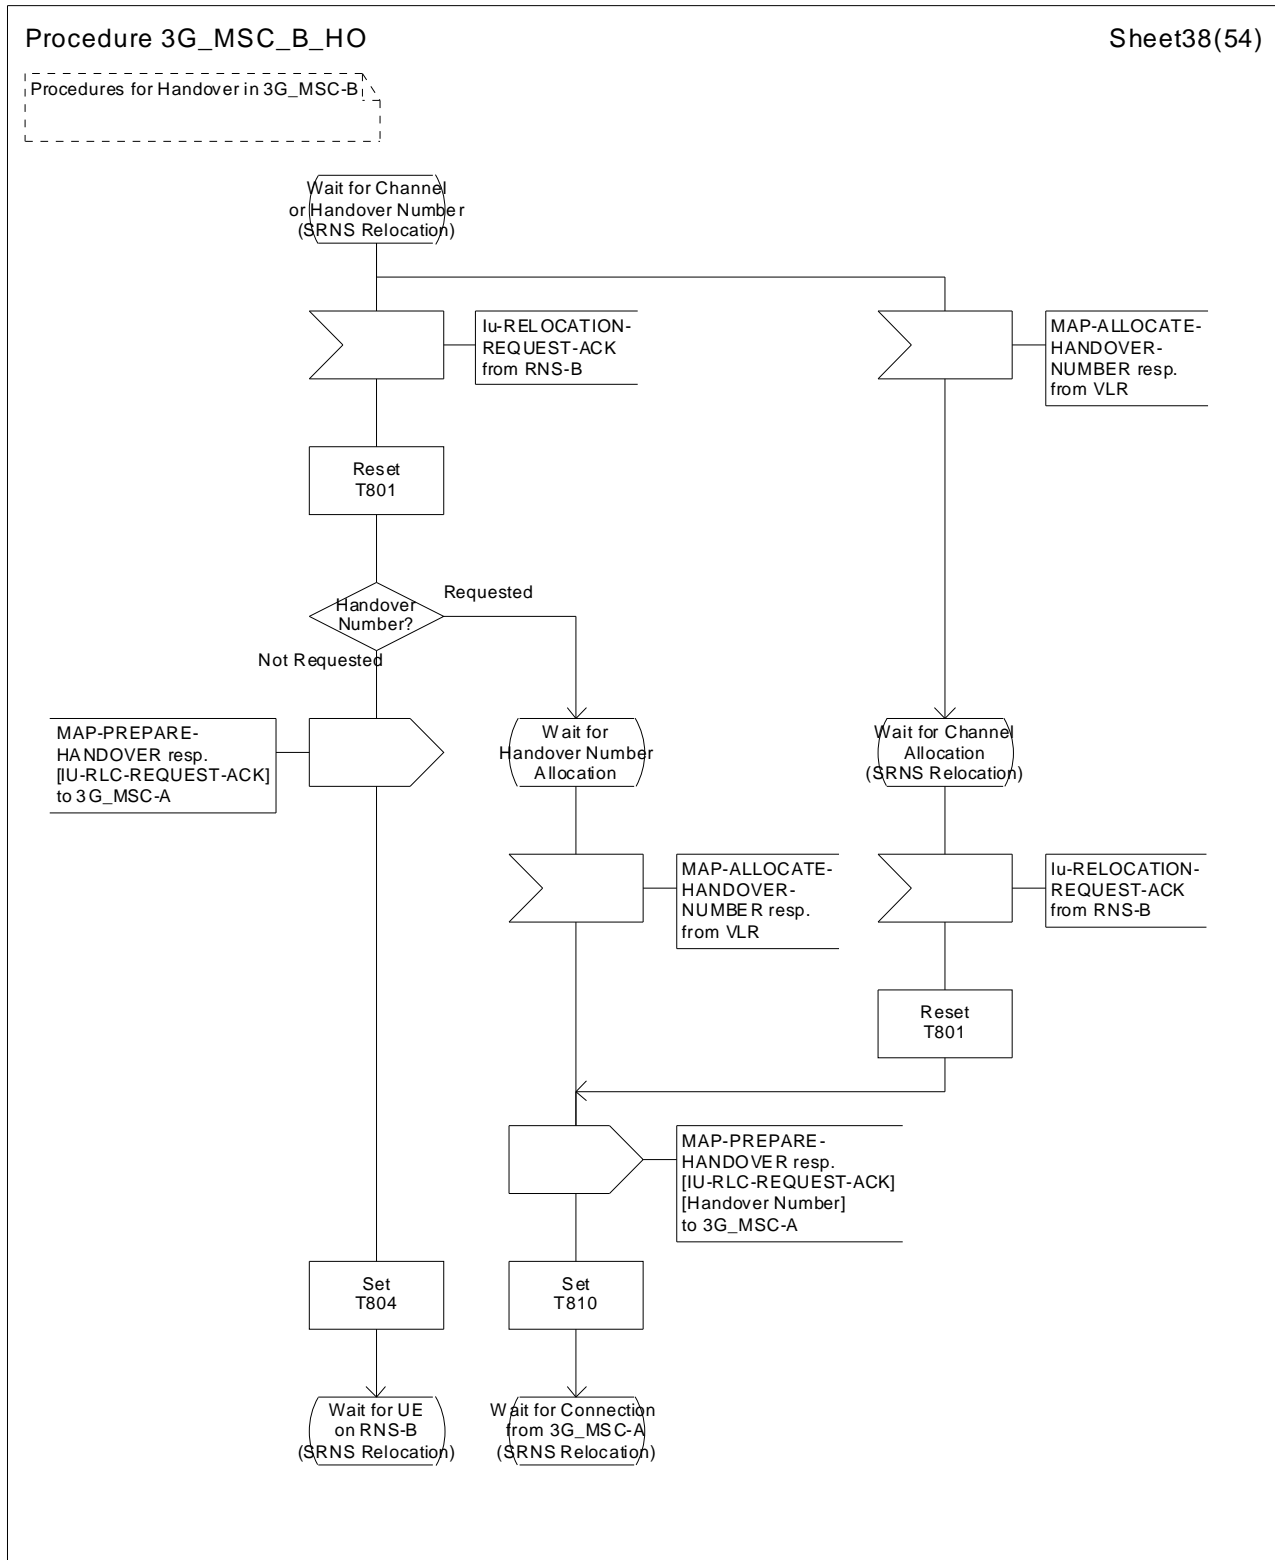 Procedure 3G_MSC_B_HO
Sheet38(54)
Procedures for Handover in 3G_MSC-B
Wait for Channel
or Handover Number
(SRNS Relocation)
Iu-RELOCATION-
REQUEST-ACK
from RNS-B
MAP-ALLOCATE-
HANDOVER-
NUMBER resp.
from VLR
Reset
T801
Handover
Number?
Requested
Not Requested
MAP-PREPARE-
HANDOVER resp.
[IU-RLC-REQUEST-ACK]
to 3G_MSC-A
Wait for
Handover Number
Allocation
Wait for Channel
Allocation
(SRNS Relocation)
MAP-ALLOCATE-
HANDOVER-
NUMBER resp.
from VLR
Iu-RELOCATION-
REQUEST-ACK
from RNS-B
Reset
T801
MAP-PREPARE-
HANDOVER resp.
[IU-RLC-REQUEST-ACK]
[Handover Number]
to 3G_MSC-A
Set
T804
Set
T810
Wait for UE
on RNS-B
(SRNS Relocation)
Wait for Connection
from 3G_MSC-A
(SRNS Relocation)